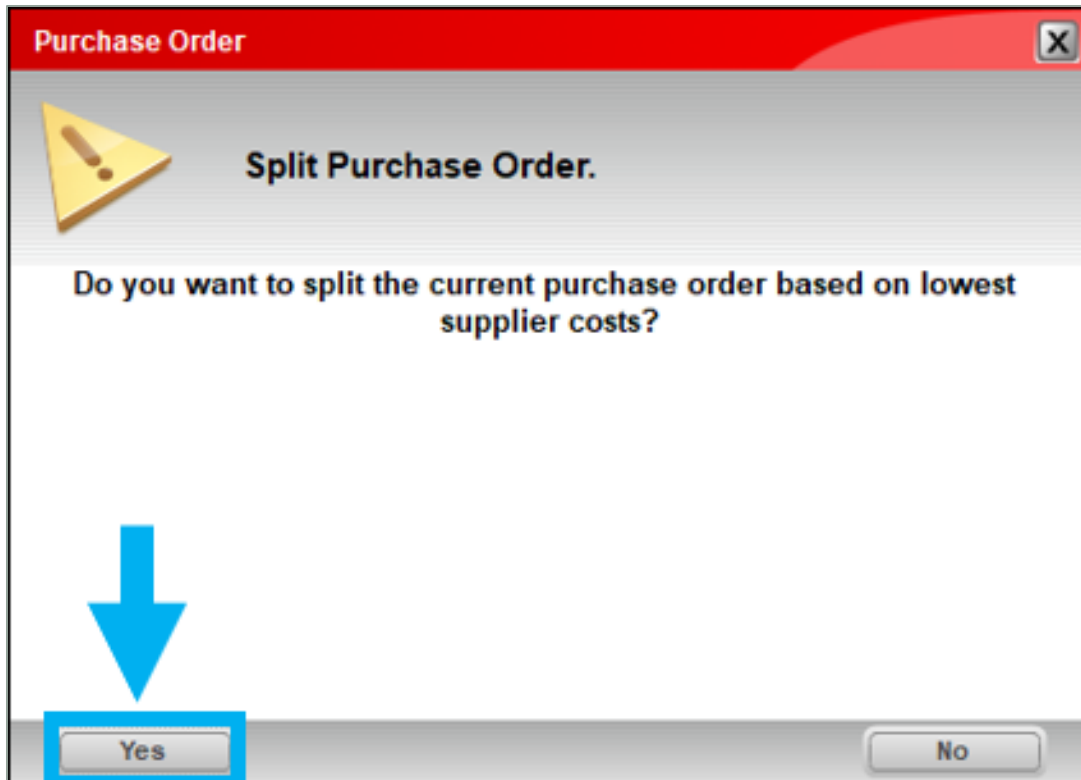 Purchase Order
X
Split Purchase Order.
Do you want to split the current purchase order based on lowest
supplier costs?
Yes
No